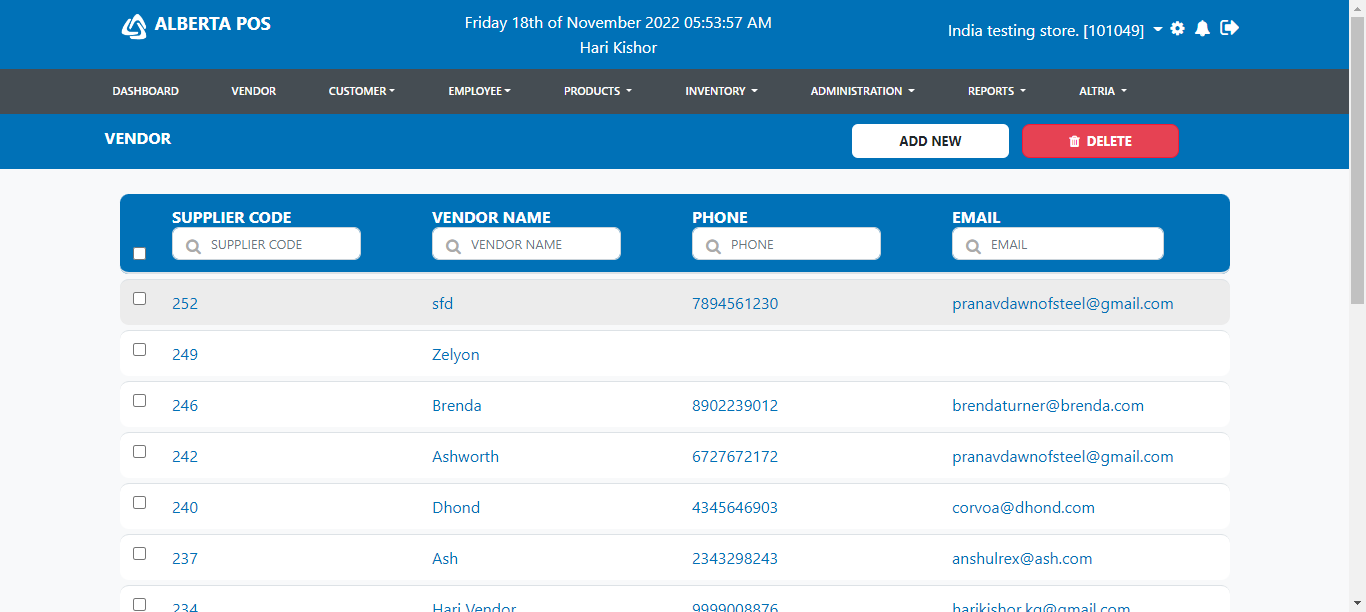 ALBERTA POS
Friday 18th of November 2022 05:53:57 AM
Hari Kishor
India testing store. [101049]
DASHBOARD VENDOR CUSTOMER EMPLOYEE PRODUCTS INVENTORY ADMINISTRATION REPORTS ALTRIA
VENDOR
ADD NEW
DELETE
SUPPLIER CODE VENDOR NAME PHONE EMAIL
SUPPLIER CODE VENDOR NAME PHONE EMAIL
252 sfd 7894561230 pranavdawnofsteel@gmail.com
249 Zelyon
246 Brenda 8902239012 brendaturner@brenda.com
242 Ashworth 6727672172 pranavdawnofsteel@gmail.com
240 Dhond 4345646903 corvoa@dhond.com
237 Ash 2343298243 anshulrex@ash.com
234 Hari Vendor 9999008876 harikishor.kg@gmail.com